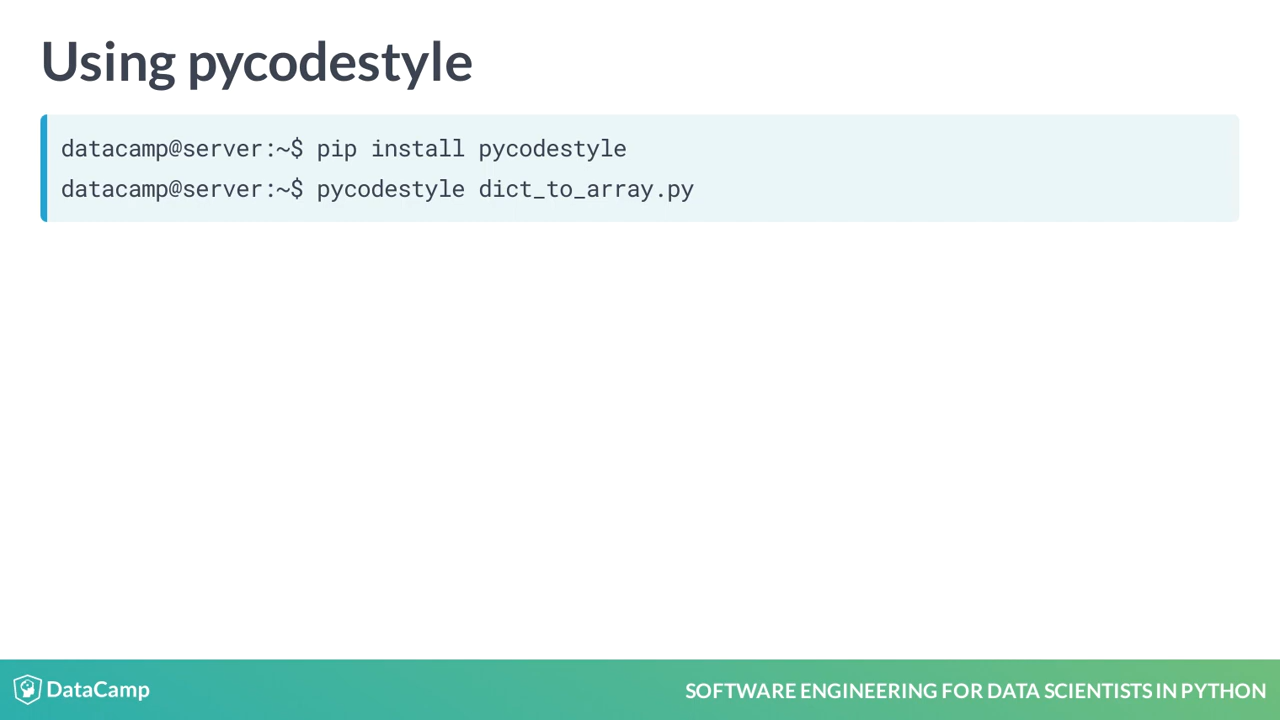 Using pycodestyle
datacamp@server:~$ pip install pycodestyle
datacamp@server:~$ pycodestyle dict_to_array.py
DataCamp
SOFTWARE ENGINEERING FOR DATA SCIENTISTS IN PYTHON